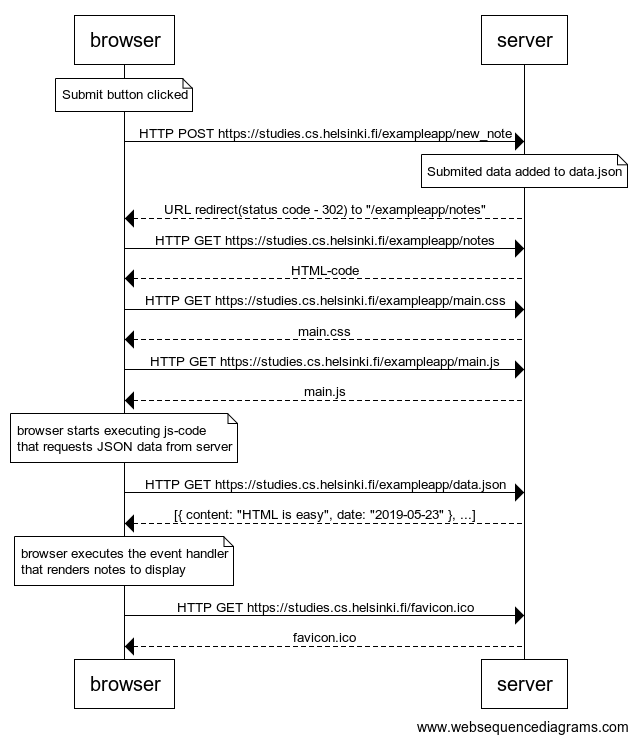 browser
server
Submit button clicked
HTTP POST https://studies.cs.helsinki.fi/exampleapp/new_note
Submited data added to data.json
URL redirect(status code - 302) to "/exampleapp/notes"
HTTP GET https://studies.cs.helsinki.fi/exampleapp/notes
HTML-code
HTTP GET https://studies.cs.helsinki.fi/exampleapp/main.css
main.css
HTTP GET https://studies.cs.helsinki.fi/exampleapp/main.js
main.js
browser starts executing js-code
that requests JSON data from server
HTTP GET https://studies.cs.helsinki.fi/exampleapp/data.json
[{ content: "HTML is easy", date: "2019-05-23" }, ...]
browser executes the event handler
that renders notes to display
HTTP GET https://studies.cs.helsinki.fi/favicon.ico
favicon.ico
browser
server
www.websequencediagrams.com